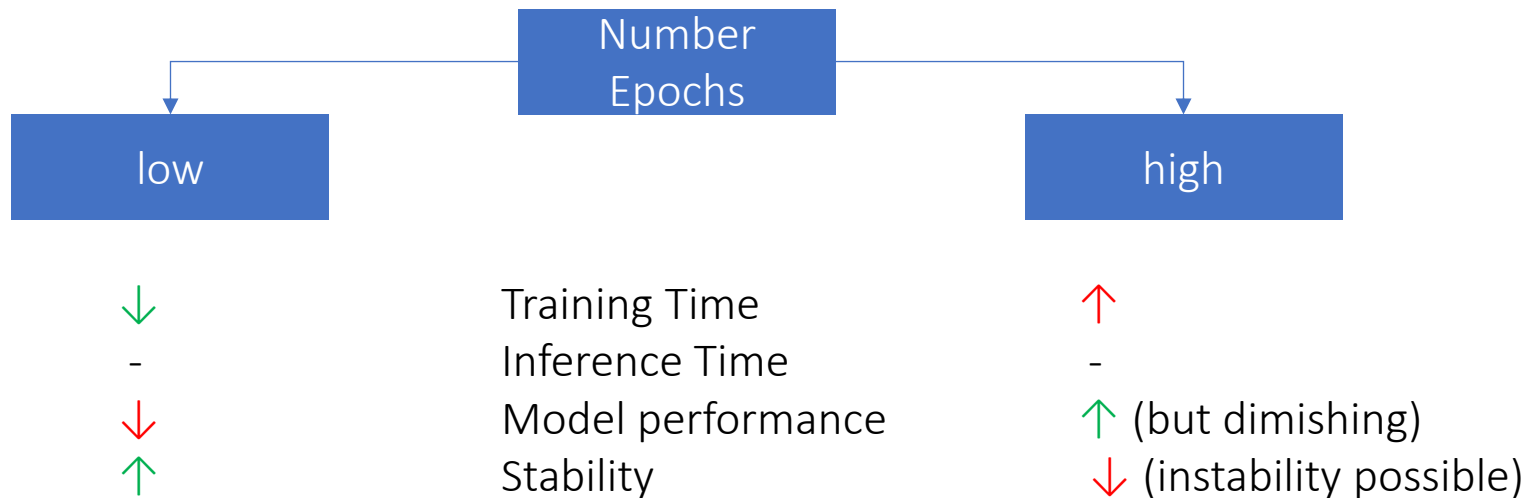 Number
Epochs
low
high
↓ Training Time ↑
- Inference Time -
↓ Model performance ↑ (but dimishing)
↑ Stability ↓ (instability possible)